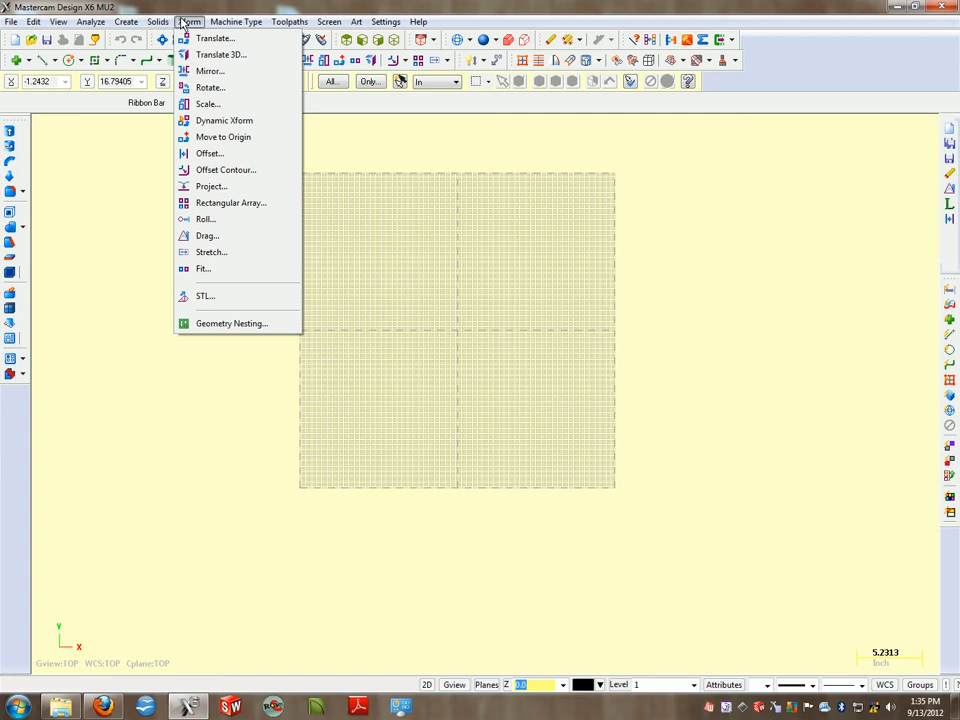 Mastercam Design X6 MU2
File Edit View Analyze Create Solids Xform Machine Type Toolpaths Screen Art Settings Help
X -1.2432 Y 16.79405 Z All... Only... In
Ribbon Bar
Translate...
Translate 3D...
Mirror...
Rotate...
Scale...
Dynamic Xform
Move to Origin
Offset...
Offset Contour...
Project...
Rectangular Array...
Roll...
Drag...
Stretch...
Fit...
STL...
Geometry Nesting...
Y
X
Gview:TOP WCS:TOP Cplane:TOP
5.2313
Inch
2D Gview Planes Z 0.0 Level 1 Attributes WCS Groups ?
1:35 PM
9/13/2012